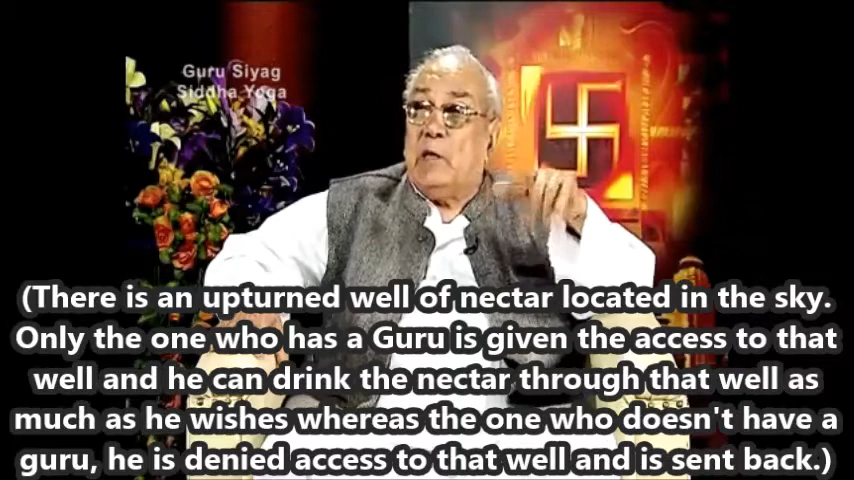 Guru Siyag
Siddha Yoga
(There is an upturned well of nectar located in the sky.
Only the one who has a Guru is given the access to that
well and he can drink the nectar through that well as
much as he wishes whereas the one who doesn't have a
guru, he is denied access to that well and is sent back.)